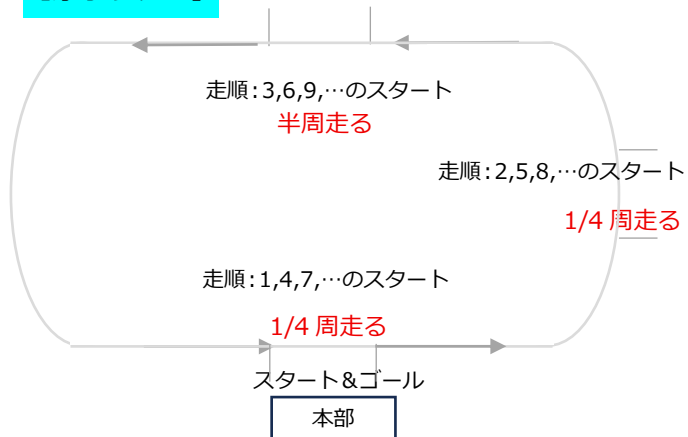 走順：3,6,9,…のスタート
半周走る
走順：2,5,8,…のスタート
1/4 周走る
走順：1,4,7,…のスタート
1/4 周走る
スタート&ゴール
本部